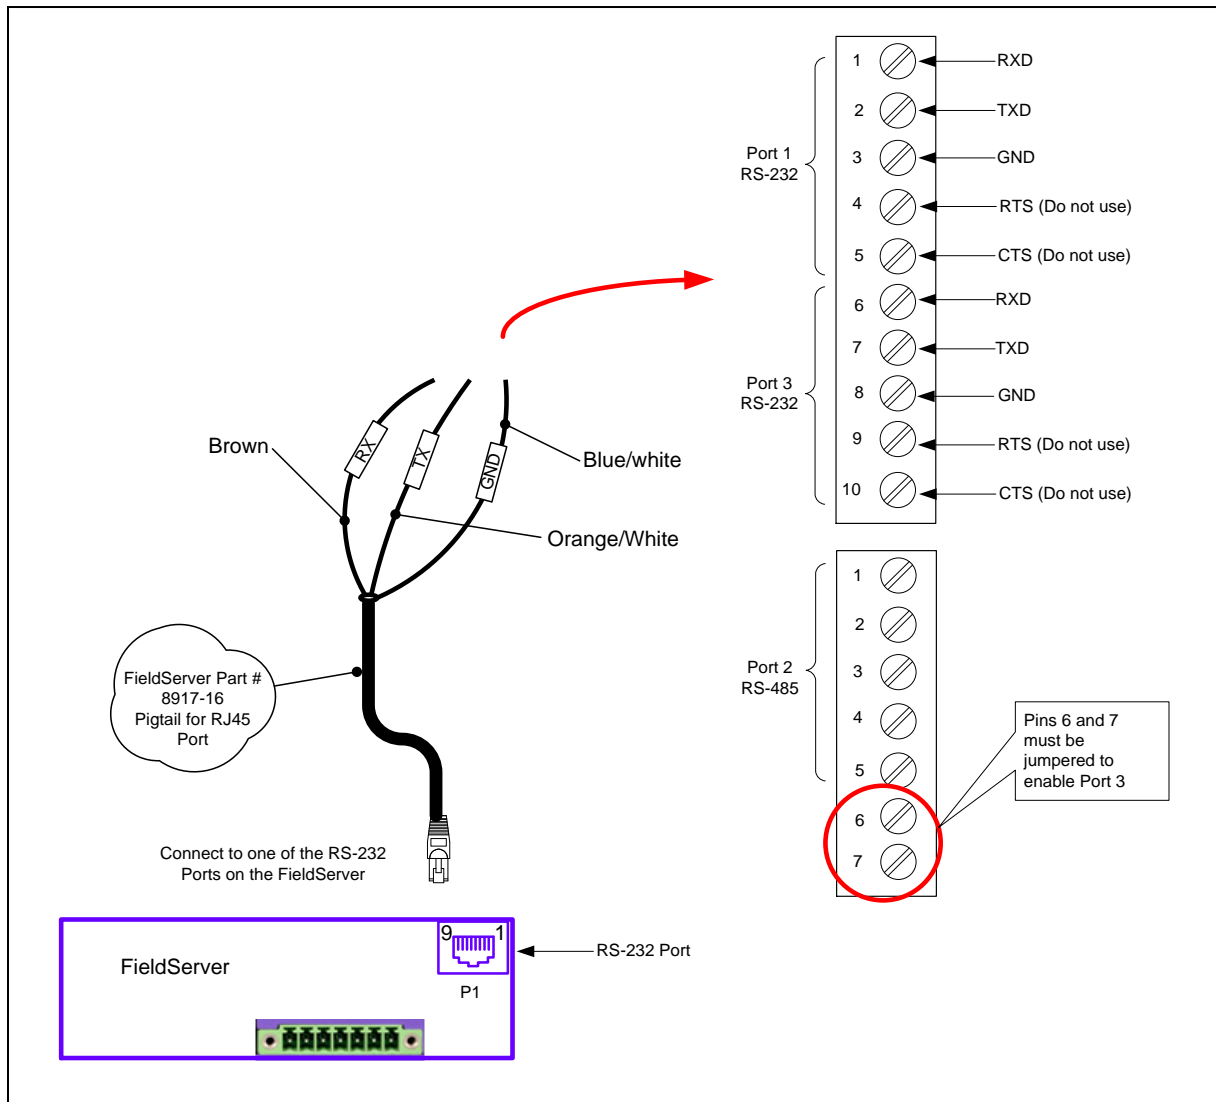 1
RXD
2
TXD
Port 1
RS-232
3
GND
4
RTS (Do not use)
5
CTS (Do not use)
6
RXD
7
TXD
Port 3
RS-232
8
GND
9
RTS (Do not use)
10
CTS (Do not use)
Brown
RX
TX
GND
Blue/white
Orange/White
FieldServer Part #
8917-16
Pigtail for RJ45
Port
Connect to one of the RS-232
Ports on the FieldServer
1
2
Port 2
RS-485
3
4
5
6
7
Pins 6 and 7
must be
jumpered to
enable Port 3
FieldServer
9 1
P1
RS-232 Port